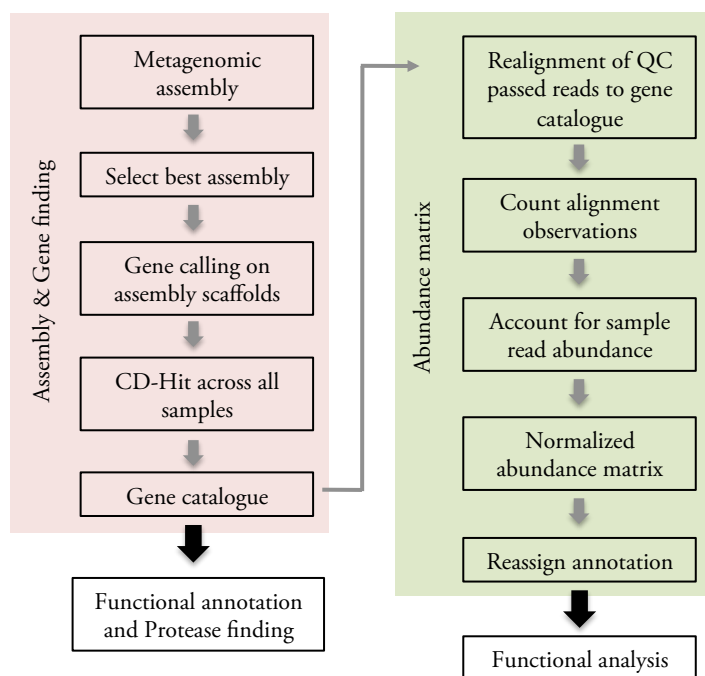 Assembly & Gene finding
Metagenomic
assembly
Select best assembly
Gene calling on
assembly scaffolds
CD-Hit across all
samples
Gene catalogue
Functional annotation
and Protease finding
Abundance matrix
Realignment of QC
passed reads to gene
catalogue
Count alignment
observations
Account for sample
read abundance
Normalized
abundance matrix
Reassign annotation
Functional analysis